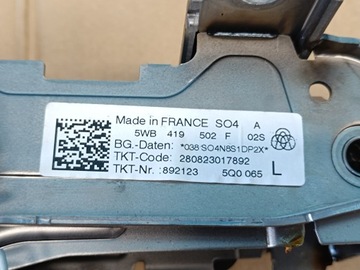 Made in FRANCE SO4 A
5WB 419 502 F 02S
BG.-Daten: *038 SO4N8S1DP2X*
TKT-Code: 280823017892
TKT-Nr.:892123 5Q0 065 L